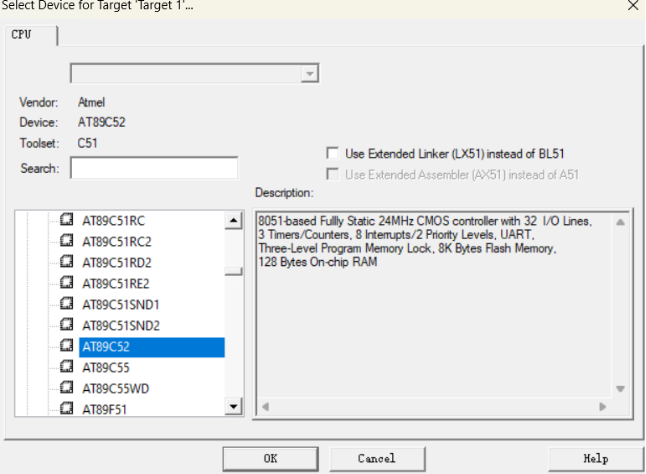 Select Device for Target 'Target 1'...
CPU
Vendor: Atmel
Device: AT89C52
Toolset: C51
Search:
Use Extended Linker (LX51) instead of BL51
Use Extended Assembler (AX51) instead of A51
Description:
AT89C51RC
AT89C51RC2
AT89C51RD2
AT89C51RE2
AT89C51SND1
AT89C51SND2
AT89C52
AT89C55
AT89C55WD
AT89F51
8051-based Fullly Static 24MHz CMOS controller with 32 I/O Lines,
3 Timers/Counters, 8 Interrupts/2 Priority Levels, UART,
Three-Level Program Memory Lock, 8K Bytes Flash Memory,
128 Bytes On-chip RAM
OK
Cancel
Help